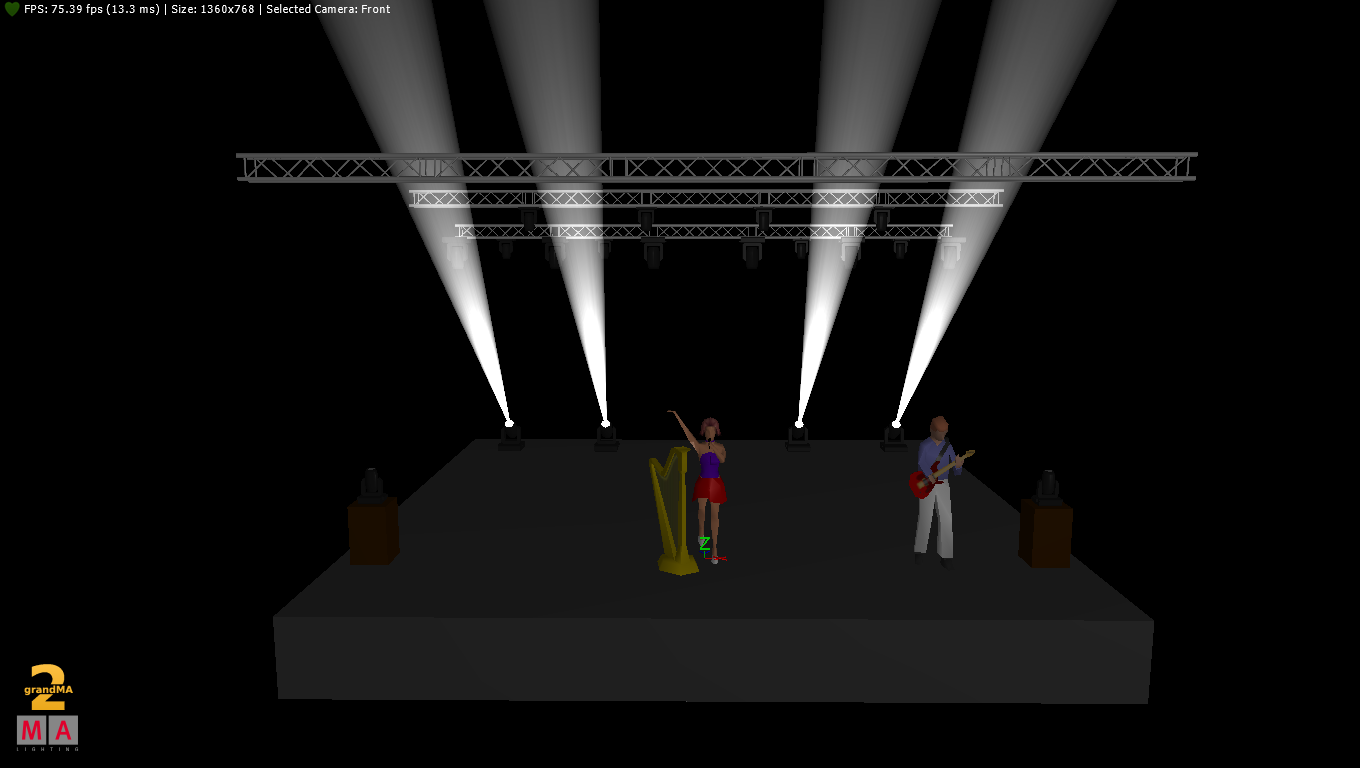 FPS: 75.39 fps (13.3 ms) | Size: 1360x768 | Selected Camera: Front
Z
2
grandMA
MA
LIGHTING